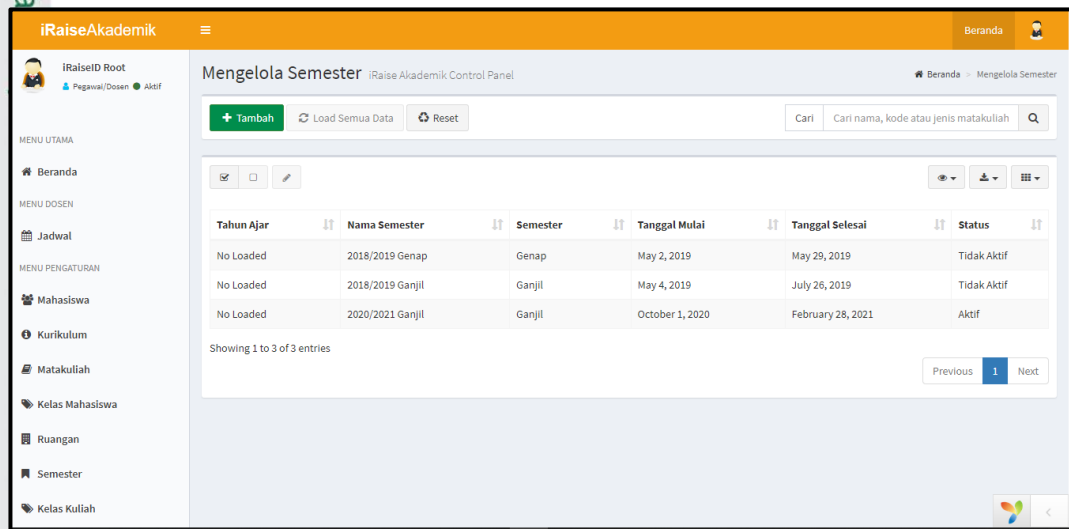 iRaiseAkademik
Beranda
iRaiseID Root
Pegawai/Dosen Aktif
MENU UTAMA
Beranda
MENU DOSEN
Jadwal
MENU PENGATURAN
Mahasiswa
Kurikulum
Matakuliah
Kelas Mahasiswa
Ruangan
Semester
Kelas Kuliah
Mengelola Semester iRaise Akademik Control Panel
Beranda > Mengelola Semester
Tambah Load Semua Data Reset
Cari Cari nama, kode atau jenis matakuliah
Tahun Ajar Nama Semester Semester Tanggal Mulai Tanggal Selesai Status
No Loaded 2018/2019 Genap Genap May 2, 2019 May 29, 2019 Tidak Aktif
No Loaded 2018/2019 Ganjil Ganjil May 4, 2019 July 26, 2019 Tidak Aktif
No Loaded 2020/2021 Ganjil Ganjil October 1, 2020 February 28, 2021 Aktif
Showing 1 to 3 of 3 entries
Previous 1 Next